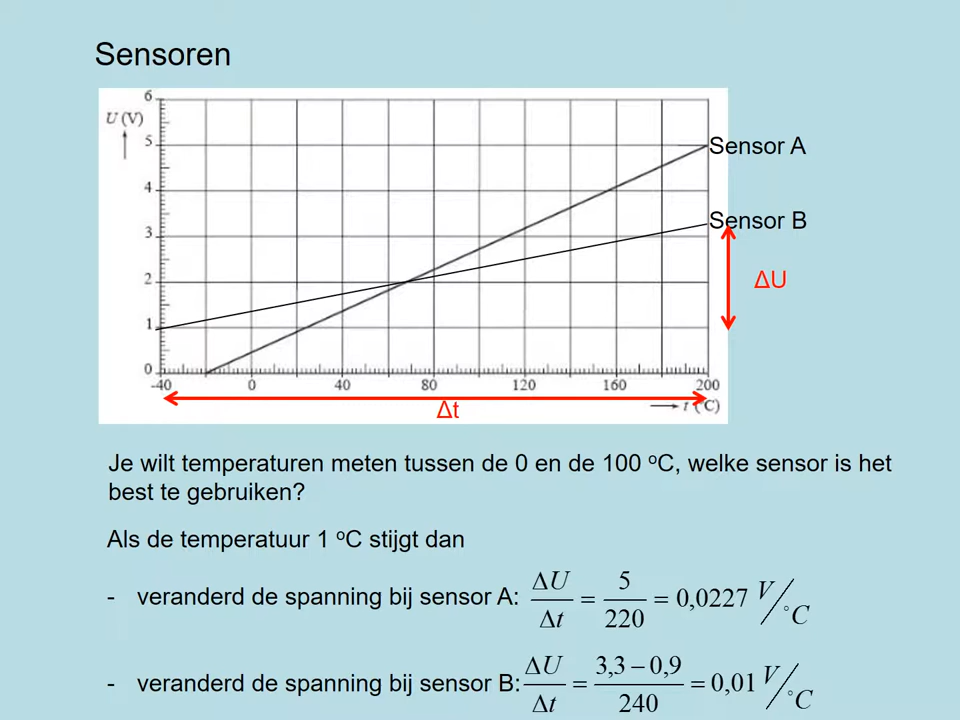 Sensoren
6
U (V)
5
Sensor A
4
Sensor B
3
ΔU
2
1
0
-40 0 40 80 120 160 200
Δt
t (°C)
Je wilt temperaturen meten tussen de 0 en de 100 °C, welke sensor is het
best te gebruiken?
Als de temperatuur 1 °C stijgt dan
- veranderd de spanning bij sensor A: ΔU/Δt = 5/220 = 0,0227 V/°C
- veranderd de spanning bij sensor B: ΔU/Δt = 3,3 − 0,9/240 = 0,01 V/°C